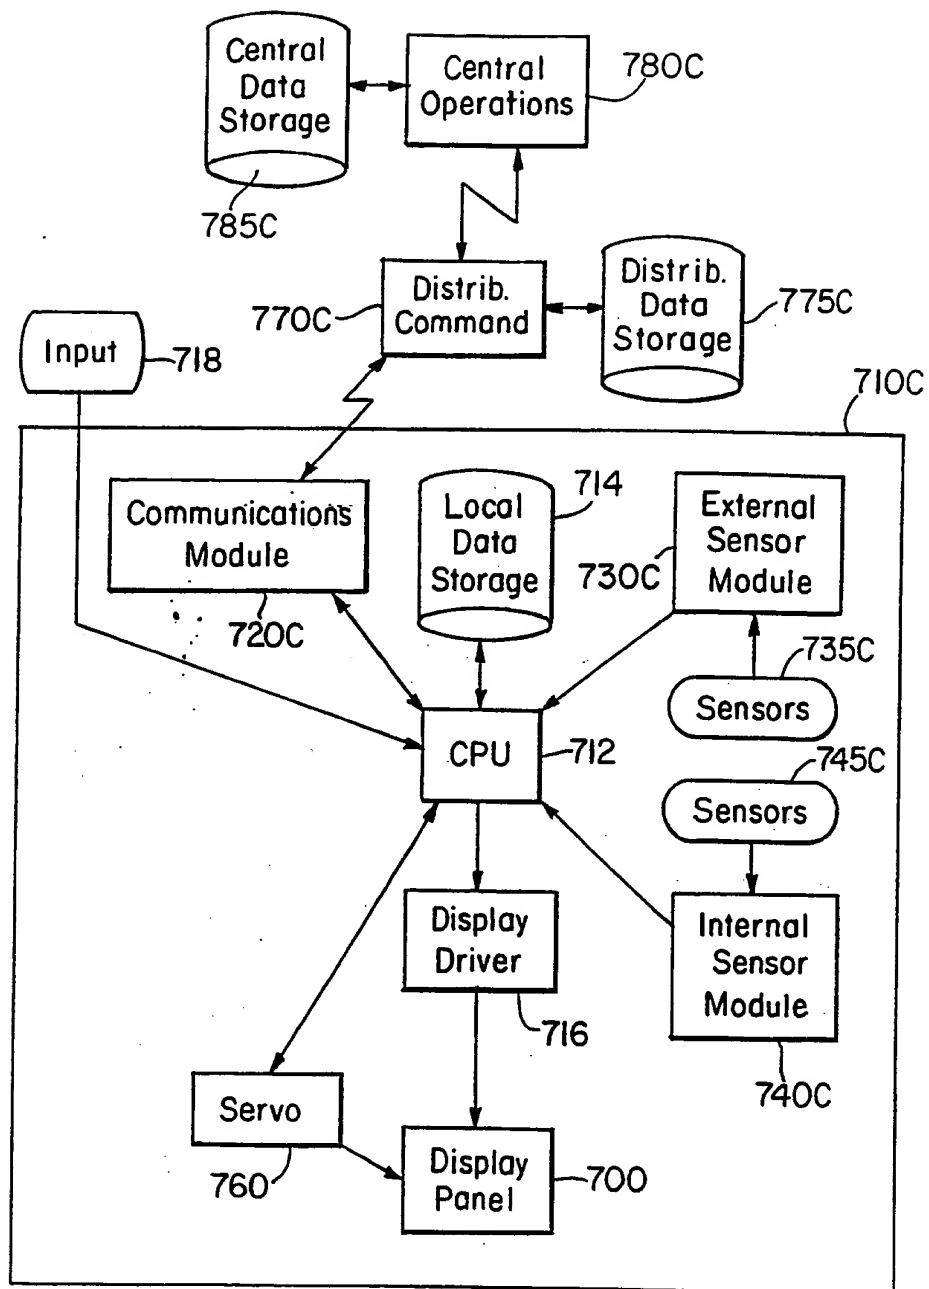 Central
Data
Storage
785C
Central
Operations
780C
Distrib.
Command
770C
Distrib.
Data
Storage
775C
Input
718
710C
Communications
Module
720C
Local
Data
Storage
714
External
Sensor
Module
730C
Sensors
735C
CPU
712
Sensors
745C
Display
Driver
716
Internal
Sensor
Module
740C
Servo
760
Display
Panel
700